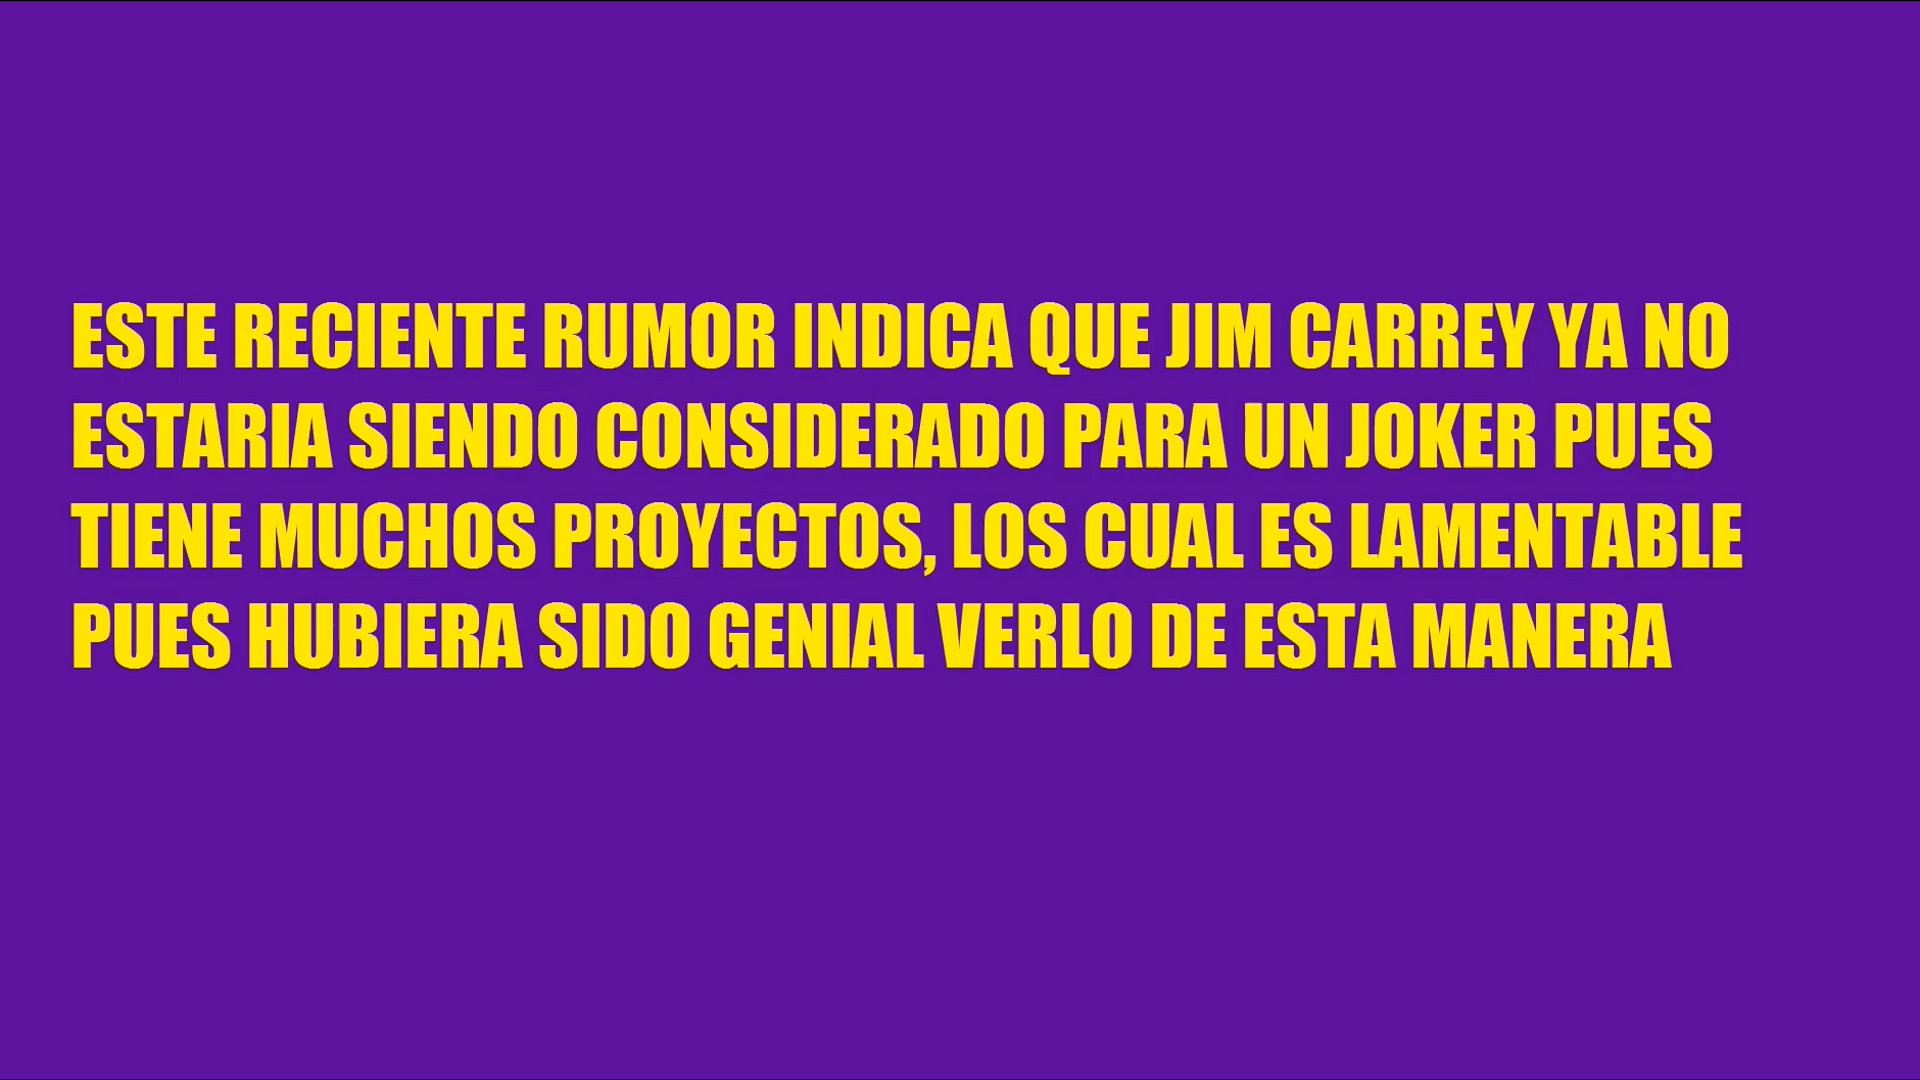 ESTE RECIENTE RUMOR INDICA QUE JIM CARREY YA NO
ESTARIA SIENDO CONSIDERADO PARA UN JOKER PUES
TIENE MUCHOS PROYECTOS, LOS CUAL ES LAMENTABLE
PUES HUBIERA SIDO GENIAL VERLO DE ESTA MANERA